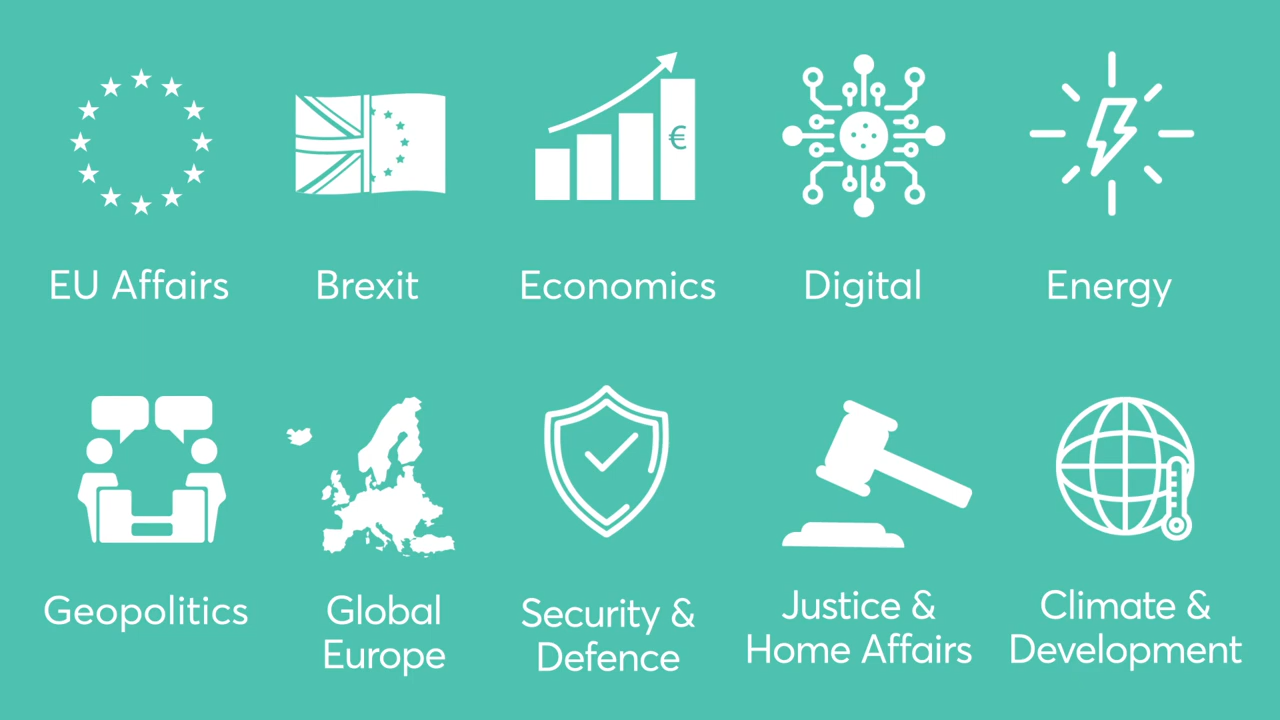 €
EU Affairs
Brexit
Economics
Digital
Energy
Geopolitics
Global
Europe
Security &
Defence
Justice &
Home Affairs
Climate &
Development